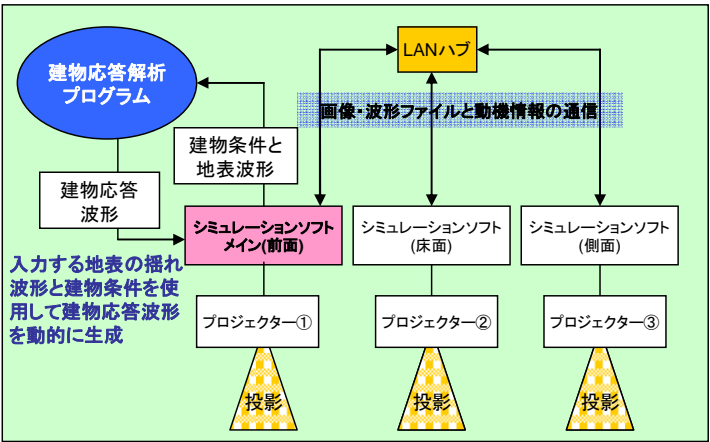 建物応答解析
プログラム
LANハブ
画像・波形ファイルと動機情報の通信
建物条件と
地表波形
建物応答
波形
シミュレーションソフト
メイン(前面)
シミュレーションソフト
(床面)
シミュレーションソフト
(側面)
入力する地表の揺れ
波形と建物条件を使
用して建物応答波形
を動的に生成
プロジェクター①
プロジェクター②
プロジェクター③
投影
投影
投影